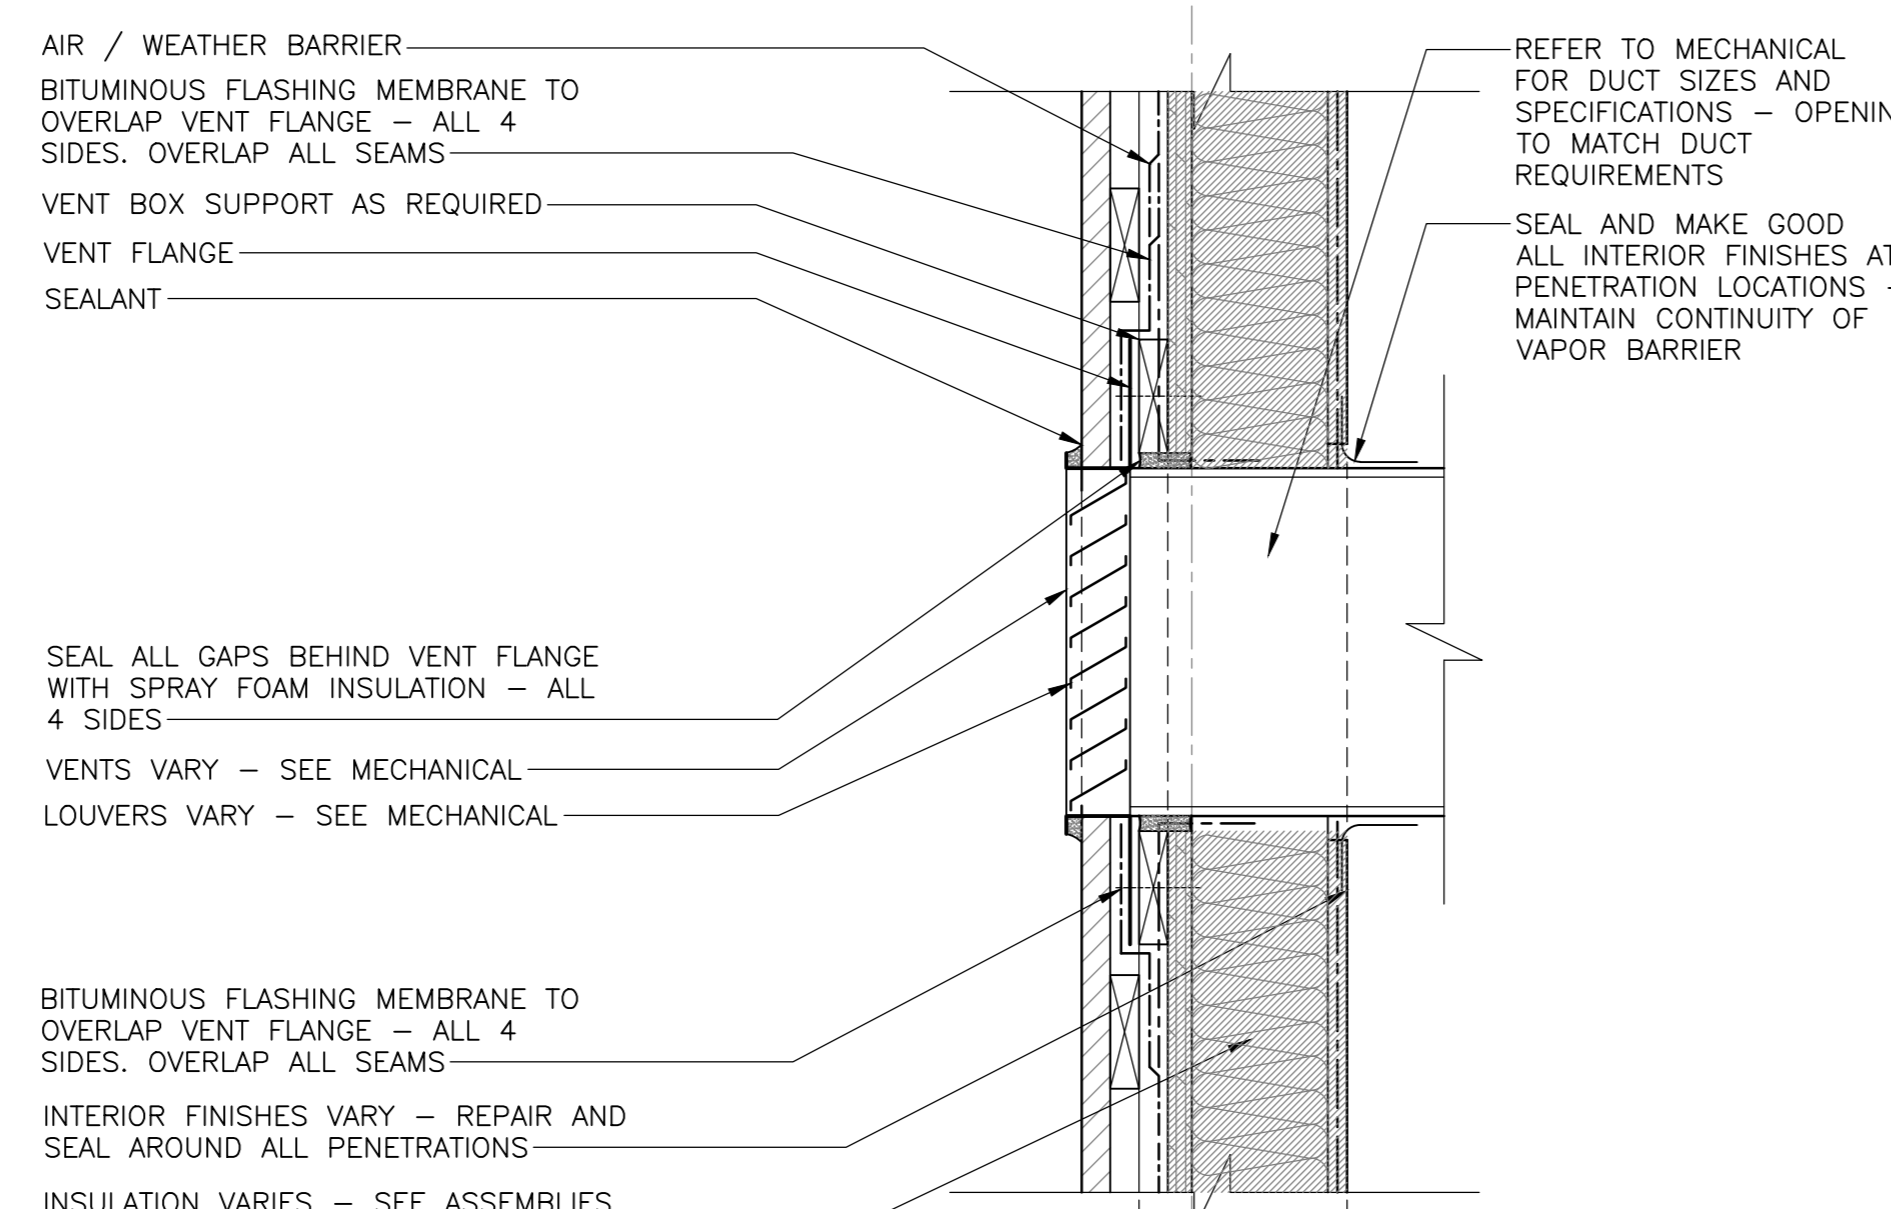 AIR / WEATHER BARRIER
BITUMINOUS FLASHING MEMBRANE TO
OVERLAP VENT FLANGE – ALL 4
SIDES. OVERLAP ALL SEAMS
VENT BOX SUPPORT AS REQUIRED
VENT FLANGE
SEALANT
SEAL ALL GAPS BEHIND VENT FLANGE
WITH SPRAY FOAM INSULATION – ALL
4 SIDES
VENTS VARY – SEE MECHANICAL
LOUVERS VARY – SEE MECHANICAL
BITUMINOUS FLASHING MEMBRANE TO
OVERLAP VENT FLANGE – ALL 4
SIDES. OVERLAP ALL SEAMS
INTERIOR FINISHES VARY – REPAIR AND
SEAL AROUND ALL PENETRATIONS
INSULATION VARIES – SEE ASSEMBLIES
REFER TO MECHANICAL
FOR DUCT SIZES AND
SPECIFICATIONS – OPENIN
TO MATCH DUCT
REQUIREMENTS
SEAL AND MAKE GOOD
ALL INTERIOR FINISHES AT
PENETRATION LOCATIONS –
MAINTAIN CONTINUITY OF
VAPOR BARRIER